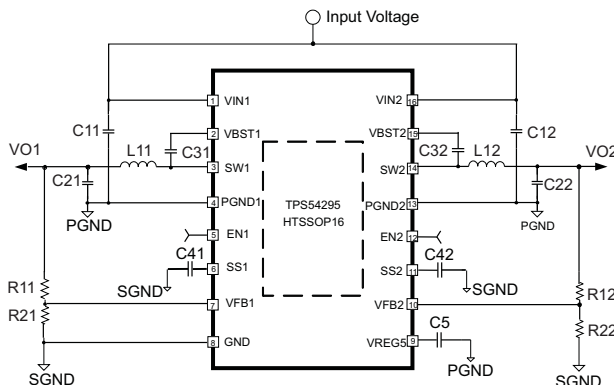 Input Voltage
1 VIN1 VIN2 16
C11 C12
2 VBST1 VBST2 15
VO1 L11 C31 C32 L12 VO2
3 SW1 SW2 14
C21 C22
TPS54295
HTSSOP16
4 PGND1 PGND2 13
PGND PGND
5 EN1 EN2 12
C41 C42
6 SS1 SS2 11
SGND SGND
R11 R12
7 VFB1 VFB2 10
R21 R22
C5
8 GND VREG5 9
SGND PGND SGND